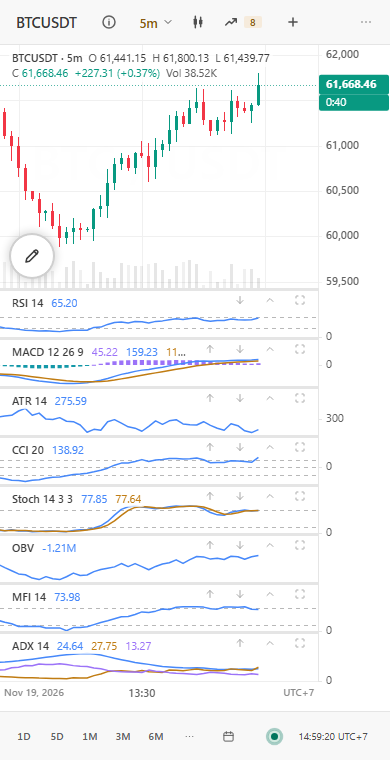 BTCUSDT 5m 8
BTCUSDT · 5m O 61,441.15 H 61,800.13 L 61,439.77
C 61,668.46 +227.31 (+0.37%) Vol 38.52K
62,000
61,668.46
0:40
61,000
60,500
60,000
59,500
RSI 14 65.20
0
MACD 12 26 9 45.22 159.23 11...
0
ATR 14 275.59
300
CCI 20 138.92
0
Stoch 14 3 3 77.85 77.64
0
OBV -1.21M
MFI 14 73.98
0
ADX 14 24.64 27.75 13.27
0
Nov 19, 2026 13:30 UTC+7
1D 5D 1M 3M 6M ... 14:59:20 UTC+7